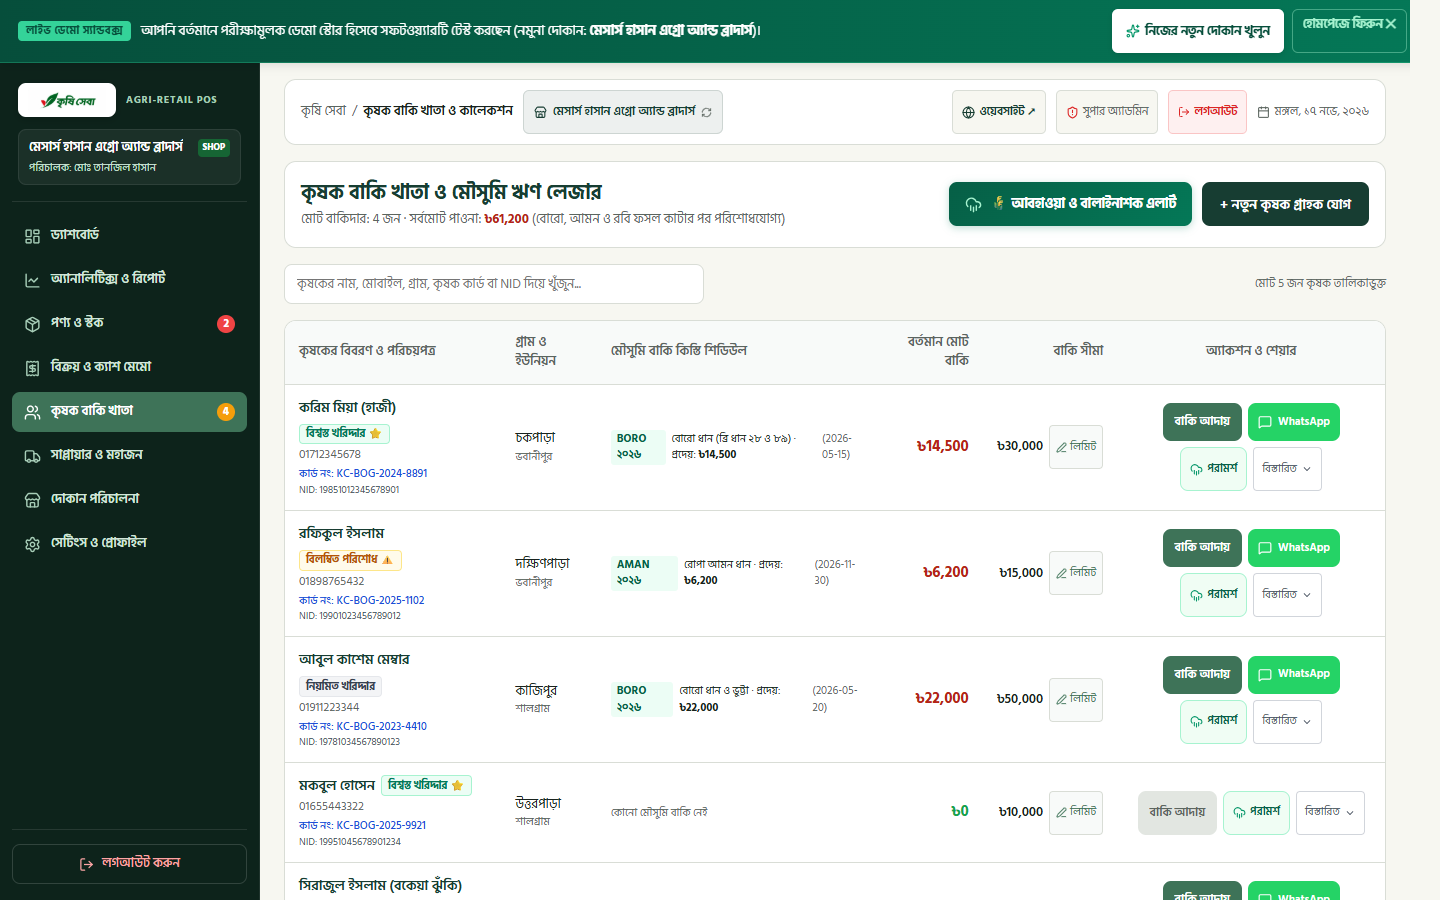 লাইভ ডেমো স্যান্ডবক্স আপনি বর্তমানে পরীক্ষামূলক ডেমো স্টোর হিসেবে সফটওয়্যারটি টেস্ট করছেন (নমুনা দোকান: মেসার্স হাসান এগ্রো অ্যান্ড ব্রাদার্স)। নিজের নতুন দোকান খুলুন হোমপেজে ফিরুন
কৃষি সেবা AGRI-RETAIL POS
মেসার্স হাসান এগ্রো অ্যান্ড ব্রাদার্স SHOP
পরিচালক: মোঃ তানজিল হাসান
ড্যাশবোর্ড
অ্যানালিটিক্স ও রিপোর্ট
পণ্য ও স্টক 2
বিক্রয় ও ক্যাশ মেমো
কৃষক বাকি খাতা 4
সাপ্লায়ার ও মহাজন
দোকান পরিচালনা
সেটিংস ও প্রোফাইল
লগআউট করুন
কৃষি সেবা / কৃষক বাকি খাতা ও কালেকশন মেসার্স হাসান এগ্রো অ্যান্ড ব্রাদার্স ওয়েবসাইট ↗ সুপার অ্যাডমিন লগআউট মঙ্গল, ১৭ নভে, ২০২৬
কৃষক বাকি খাতা ও মৌসুমি ঋণ লেজার
মোট বাকিদার: 4 জন · সর্বমোট পাওনা: ৳61,200 (বোরো, আমন ও রবি ফসল কাটার পর পরিশোধযোগ্য)
আবহাওয়া ও বালাইনাশক এলার্ট + নতুন কৃষক গ্রাহক যোগ
কৃষকের নাম, মোবাইল, গ্রাম, কৃষক কার্ড বা NID দিয়ে খুঁজুন... মোট 5 জন কৃষক তালিকাভুক্ত
কৃষকের বিবরণ ও পরিচয়পত্র গ্রাম ও ইউনিয়ন মৌসুমি বাকি কিস্তি শিডিউল বর্তমান মোট বাকি বাকি সীমা অ্যাকশন ও শেয়ার
করিম মিয়া (হাজী)
বিশ্বস্ত খরিদ্দার
01712345678
কার্ড নং: KC-BOG-2024-8891
NID: 19851012345678901
চকপাড়া
ভবানীপুর
BORO ২০২৬ বোরো ধান (ব্রি ধান ২৮ ও ৮৯) · প্রদেয়: ৳14,500 (2026-05-15)
৳14,500 ৳30,000 লিমিট
বাকি আদায় WhatsApp
পরামর্শ বিস্তারিত
রফিকুল ইসলাম
বিলম্বিত পরিশোধ
01898765432
কার্ড নং: KC-BOG-2025-1102
NID: 19901023456789012
দক্ষিণপাড়া
ভবানীপুর
AMAN ২০২৬ রোপা আমন ধান · প্রদেয়: ৳6,200 (2026-11-30)
৳6,200 ৳15,000 লিমিট
বাকি আদায় WhatsApp
পরামর্শ বিস্তারিত
আবুল কাশেম মেম্বার
নিয়মিত খরিদ্দার
01911223344
কার্ড নং: KC-BOG-2023-4410
NID: 19781034567890123
কাজিপুর
শালগ্রাম
BORO ২০২৬ বোরো ধান ও ভুট্টা · প্রদেয়: ৳22,000 (2026-05-20)
৳22,000 ৳50,000 লিমিট
বাকি আদায় WhatsApp
পরামর্শ বিস্তারিত
মকবুল হোসেন বিশ্বস্ত খরিদ্দার
01655443322
কার্ড নং: KC-BOG-2025-9921
NID: 19951045678901234
উত্তরপাড়া
শালগ্রাম
কোনো মৌসুমি বাকি নেই
৳0 ৳10,000 লিমিট
বাকি আদায় পরামর্শ বিস্তারিত
সিরাজুল ইসলাম (বকেয়া ঝুঁকি)
বাকি আদায় WhatsApp